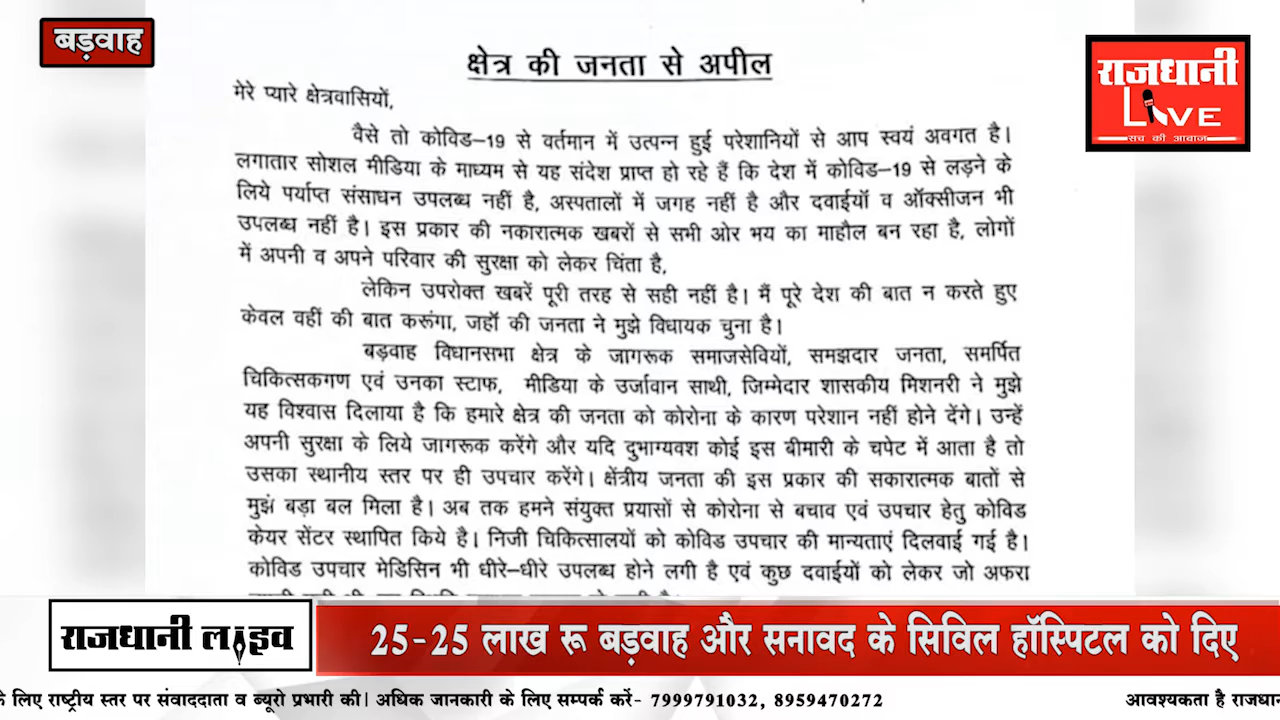 बड़वाह
राजधानी
LIVE
सच की आवाज
क्षेत्र की जनता से अपील
मेरे प्यारे क्षेत्रवासियों,
वैसे तो कोविड–19 से वर्तमान में उत्पन्न हुई परेशानियों से आप स्वयं अवगत है।
लगातार सोशल मीडिया के माध्यम से यह संदेश प्राप्त हो रहे हैं कि देश में कोविड–19 से लड़ने के
लिये पर्याप्त संसाधन उपलब्ध नहीं है, अस्पतालों में जगह नहीं है और दवाईयॉ व ऑक्सीजन भी
उपलब्ध नहीं है। इस प्रकार की नकारात्मक खबरों से सभी ओर भय का माहौल बन रहा है, लोगों
में अपनी व अपने परिवार की सुरक्षा को लेकर चिंता है,
लेकिन उपरोक्त खबरें पूरी तरह से सही नहीं है। मैं पूरे देश की बात न करते हुए
केवल वहीं की बात करूंगा, जहॉ की जनता ने मुझे विधायक चुना है।
बड़वाह विधानसभा क्षेत्र के जागरूक समाजसेवियों, समझदार जनता, समर्पित
चिकित्सकगण एवं उनका स्टाफ, मीडिया के उर्जावान साथी, जिम्मेदार शासकीय मिशनरी ने मुझे
यह विश्वास दिलाया है कि हमारे क्षेत्र की जनता को कोरोना के कारण परेशान नहीं होने देंगे। उन्हें
अपनी सुरक्षा के लिये जागरूक करेंगे और यदि दुभाग्यवश कोई इस बीमारी के चपेट में आता है तो
उसका स्थानीय स्तर पर ही उपचार करेंगे। क्षेंत्रीय जनता की इस प्रकार की सकारात्मक बातों से
मुझं बड़ा बल मिला है। अब तक हमने संयुक्त प्रयासों से कोरोना से बचाव एवं उपचार हेतु कोविड
केयर सेंटर स्थापित किये है। निजी चिकित्सालयों को कोविड उपचार की मान्यताएं दिलवाई गई है।
कोविड उपचार मेडिसिन भी धीरे–धीरे उपलब्ध होने लगी है एवं कुछ दवाईयों को लेकर जो अफरा
राजधानी लाइव
25-25 लाख रू बड़वाह और सनावद के सिविल हॉस्पिटल को दिए
के लिए राष्ट्रीय स्तर पर संवाददाता व ब्यूरो प्रभारी की। अधिक जानकारी के लिए सम्पर्क करें- 7999791032, 8959470272 आवश्यकता है राजधान